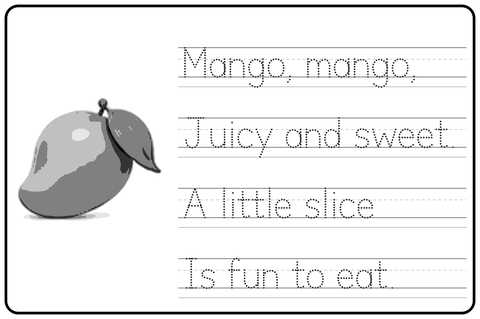 Mango, mango,
Juicy and sweet.
A little slice
Is fun to eat.